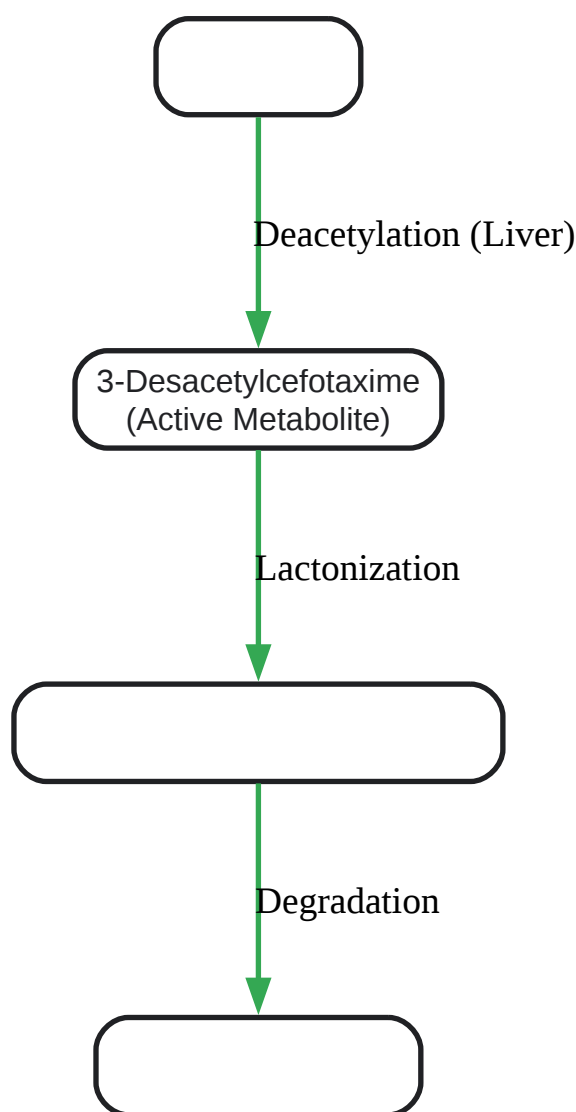 Deacetylation (Liver)
3-Desacetylcefotaxime
(Active Metabolite)
Lactonization
Degradation